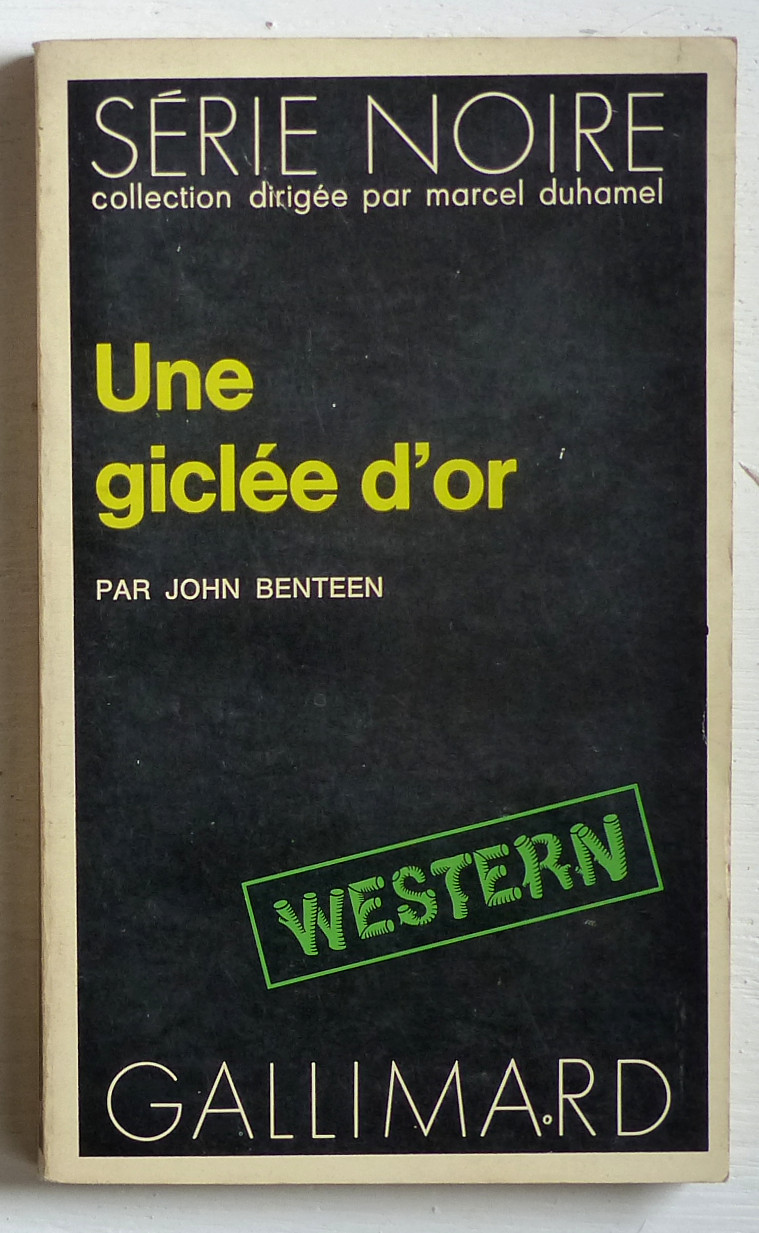 SÉRIE NOIRE
collection dirigée par marcel duhamel
Une
giclée d'or
PAR JOHN BENTEEN
WESTERN
GALLIMARD